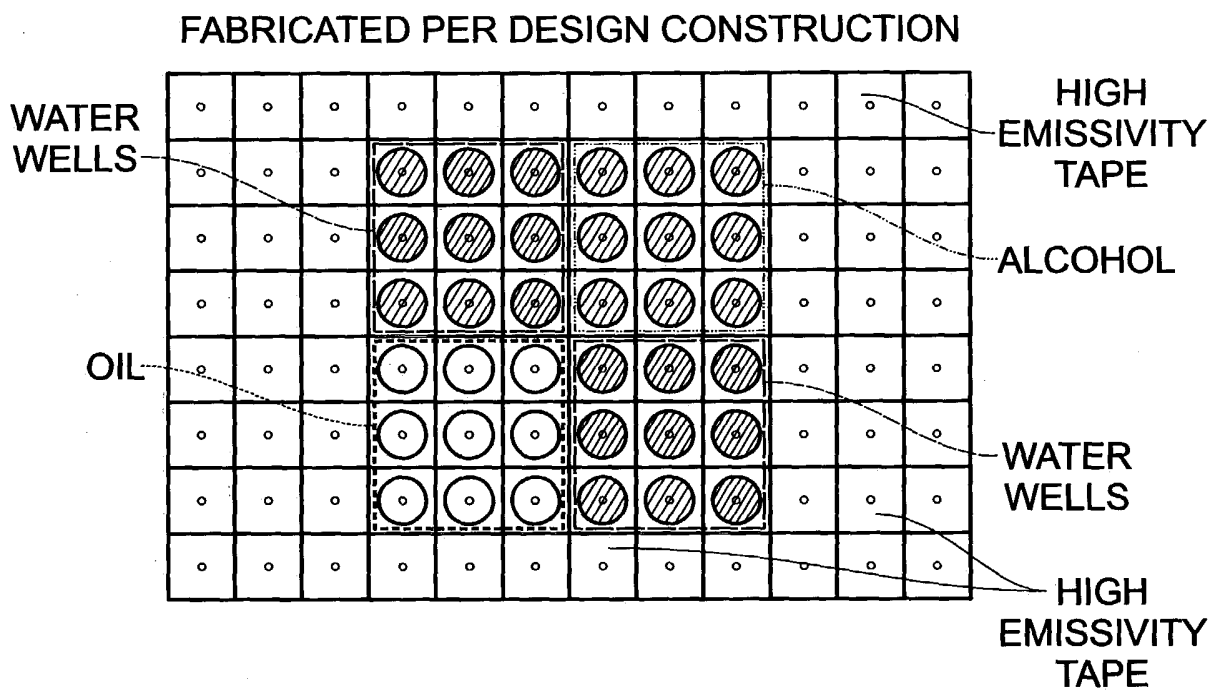 FABRICATED PER DESIGN CONSTRUCTION
WATER
WELLS
HIGH
EMISSIVITY
TAPE
ALCOHOL
OIL
WATER
WELLS
HIGH
EMISSIVITY
TAPE